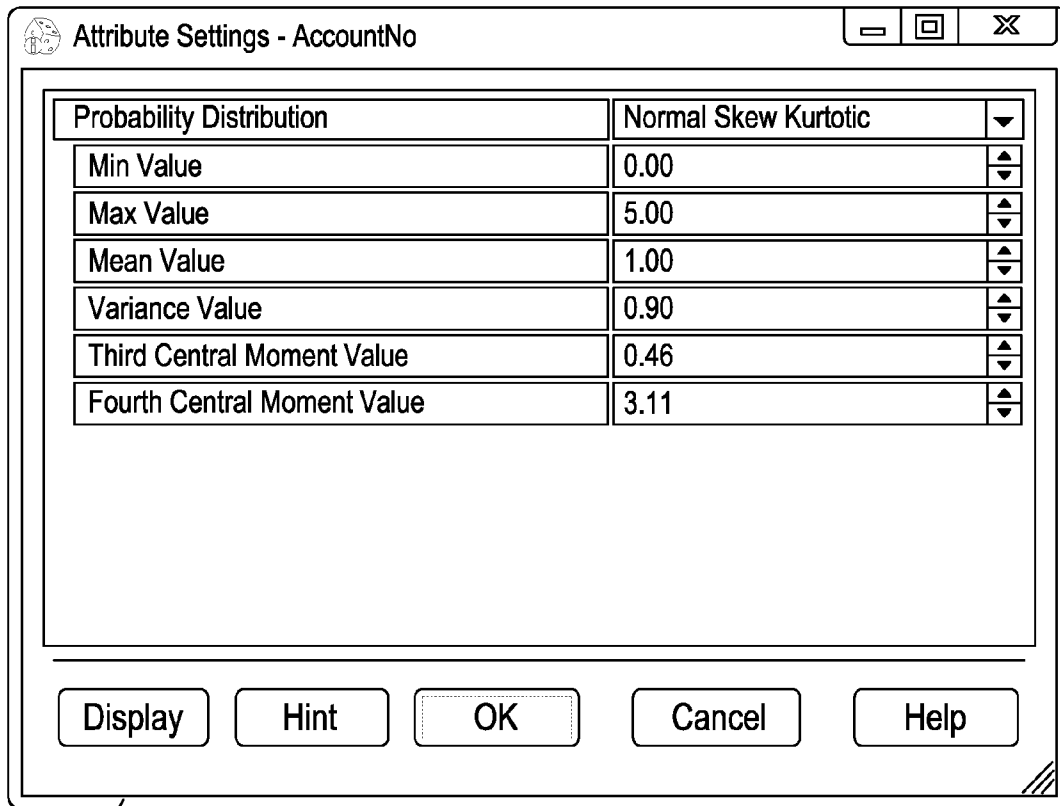 Attribute Settings - AccountNo
Probability Distribution Normal Skew Kurtotic
Min Value 0.00
Max Value 5.00
Mean Value 1.00
Variance Value 0.90
Third Central Moment Value 0.46
Fourth Central Moment Value 3.11
Display Hint OK Cancel Help